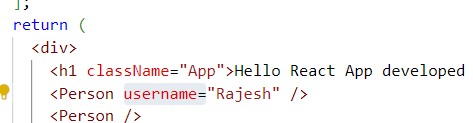 ];
return (
<div>
<h1 className="App">Hello React App developed
<Person username="Rajesh" />
<Person />